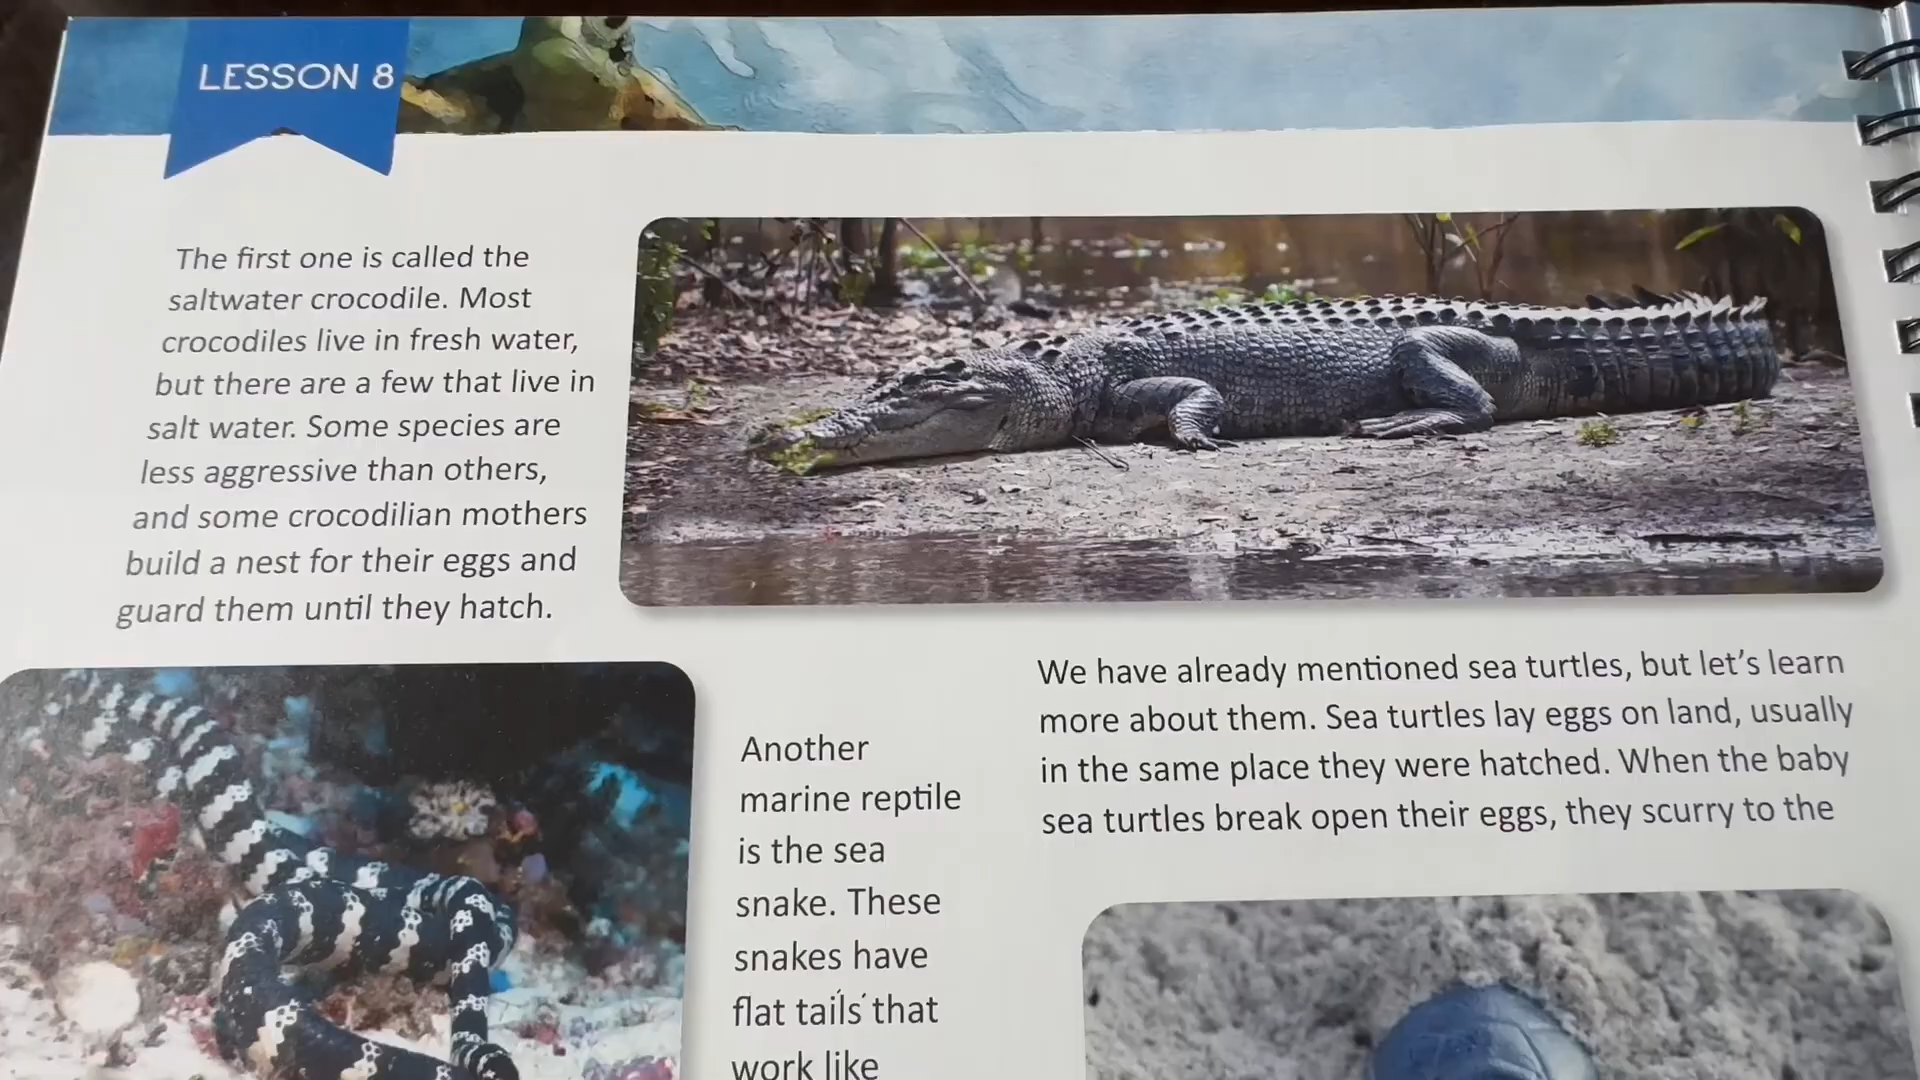 LESSON 8
The first one is called the
saltwater crocodile. Most
crocodiles live in fresh water,
but there are a few that live in
salt water. Some species are
less aggressive than others,
and some crocodilian mothers
build a nest for their eggs and
guard them until they hatch.
Another
marine reptile
is the sea
snake. These
snakes have
flat tails that
work like
We have already mentioned sea turtles, but let's learn
more about them. Sea turtles lay eggs on land, usually
in the same place they were hatched. When the baby
sea turtles break open their eggs, they scurry to the